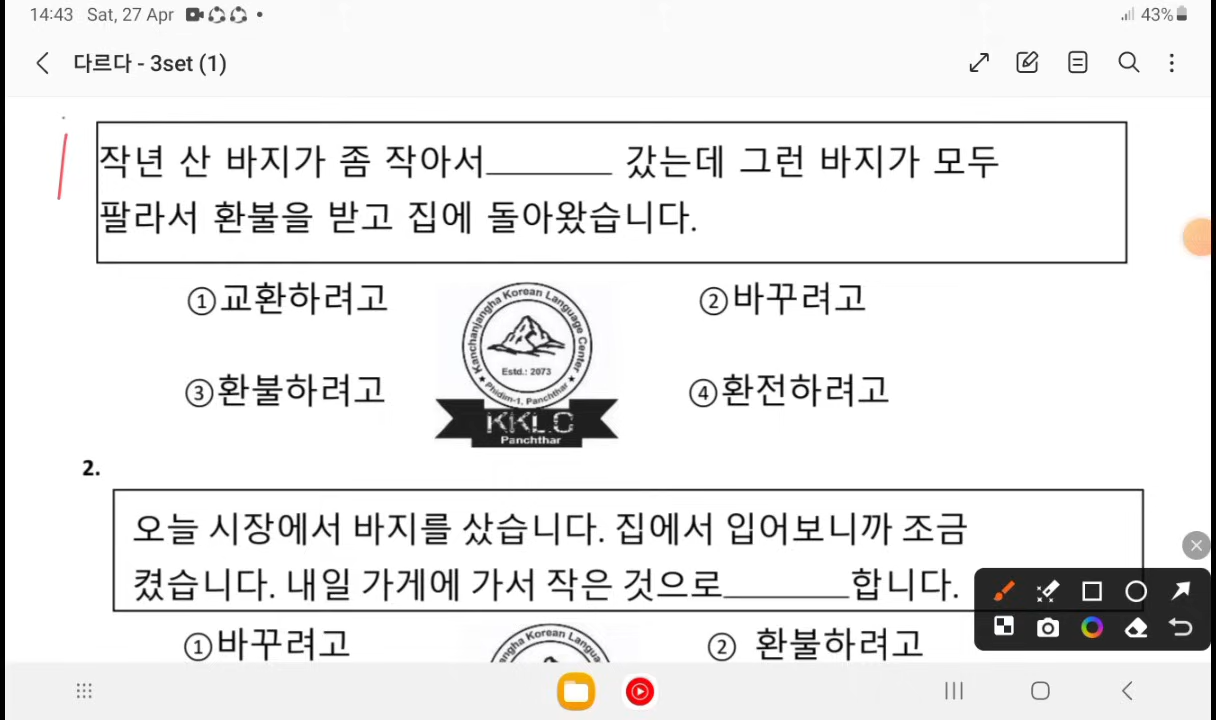 14:43 Sat, 27 Apr 43%
다르다 - 3set (1)
작년 산 바지가 좀 작아서________ 갔는데 그런 바지가 모두
팔라서 환불을 받고 집에 돌아왔습니다.
①교환하려고 ②바꾸려고
Kanchanjangha Korean Language Center
Estd.: 2073
Phidim-1, Panchthar
KKLC
Panchthar
③환불하려고 ④환전하려고
2.
오늘 시장에서 바지를 샀습니다. 집에서 입어보니까 조금
켰습니다. 내일 가게에 가서 작은 것으로________합니다.
①바꾸려고 ② 환불하려고
Korean